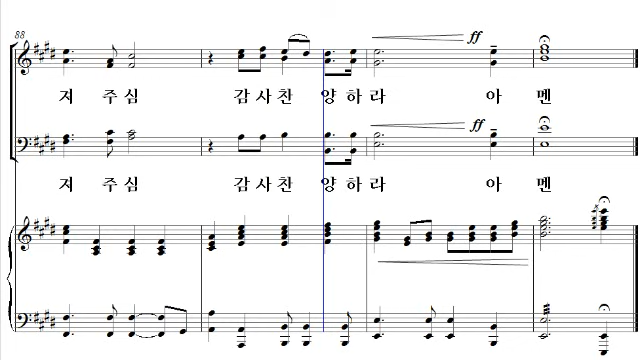 88
ff
저 주 심 감 사 찬 양 하 라 아 멘
ff
저 주 심 감 사 찬 양 하 라 아 멘